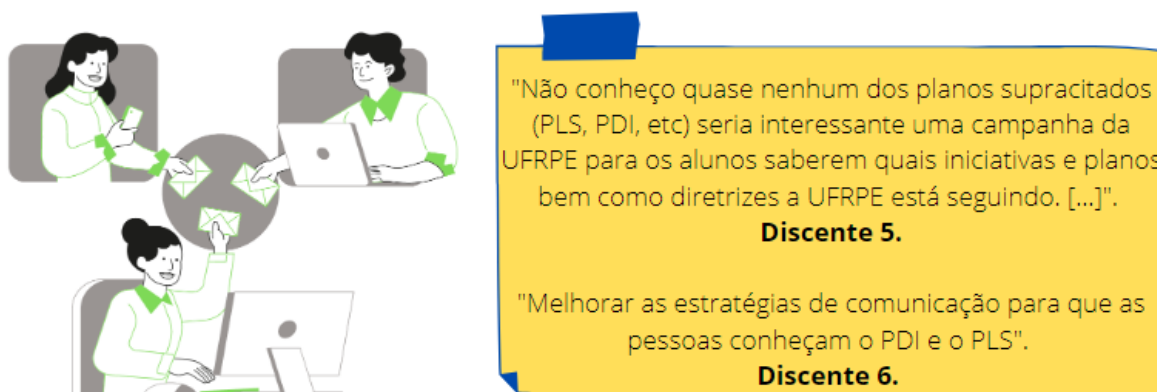 "Não conheço quase nenhum dos planos supracitados
(PLS, PDI, etc) seria interessante uma campanha da
UFRPE para os alunos saberem quais iniciativas e planos
bem como diretrizes a UFRPE está seguindo. [...]".
Discente 5.
"Melhorar as estratégias de comunicação para que as
pessoas conheçam o PDI e o PLS".
Discente 6.